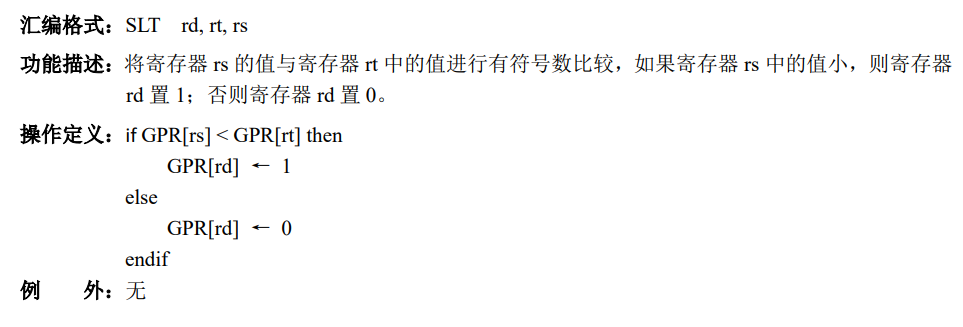 汇编格式：SLT rd, rt, rs
功能描述：将寄存器 rs 的值与寄存器 rt 中的值进行有符号数比较，如果寄存器 rs 中的值小，则寄存器
rd 置 1；否则寄存器 rd 置 0。
操作定义：if GPR[rs] < GPR[rt] then
GPR[rd] ← 1
else
GPR[rd] ← 0
endif
例 外：无